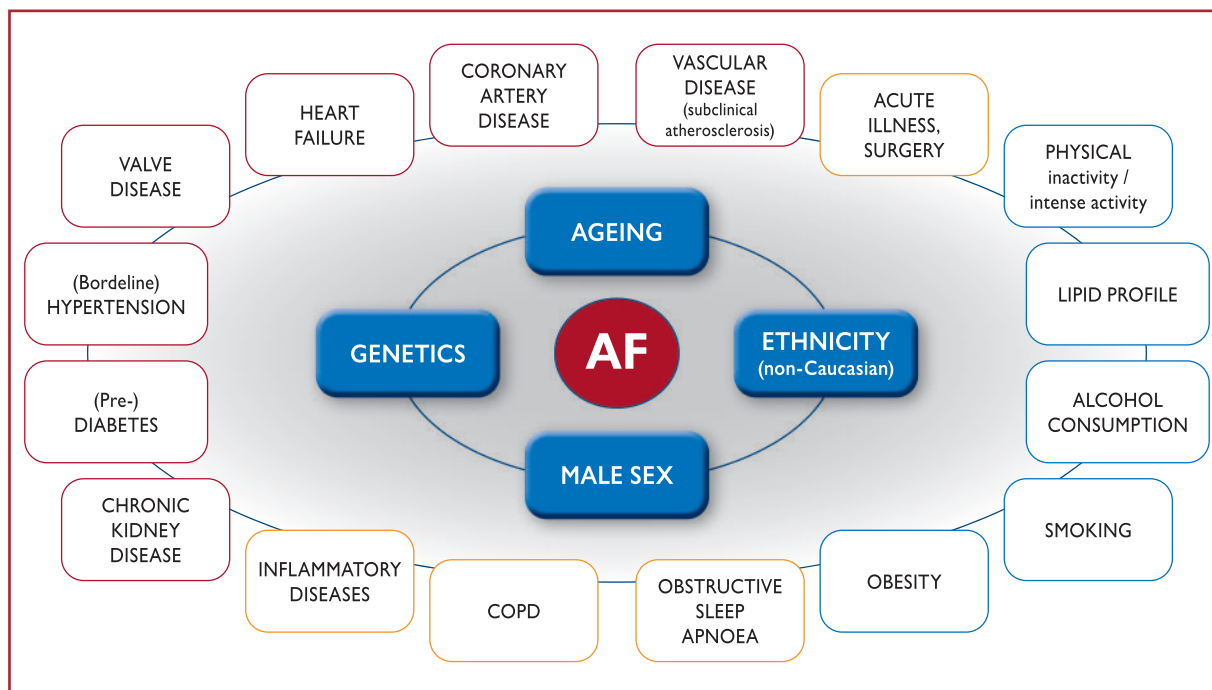 CORONARY
ARTERY
DISEASE
VASCULAR
DISEASE
(subclinical
atherosclerosis)
HEART
FAILURE
ACUTE
ILLNESS,
SURGERY
VALVE
DISEASE
PHYSICAL
inactivity /
intense activity
AGEING
(Bordeline)
HYPERTENSION
LIPID PROFILE
GENETICS
AF
ETHNICITY
(non-Caucasian)
(Pre-)
DIABETES
ALCOHOL
CONSUMPTION
MALE SEX
CHRONIC
KIDNEY
DISEASE
SMOKING
INFLAMMATORY
DISEASES
COPD
OBSTRUCTIVE
SLEEP
APNOEA
OBESITY